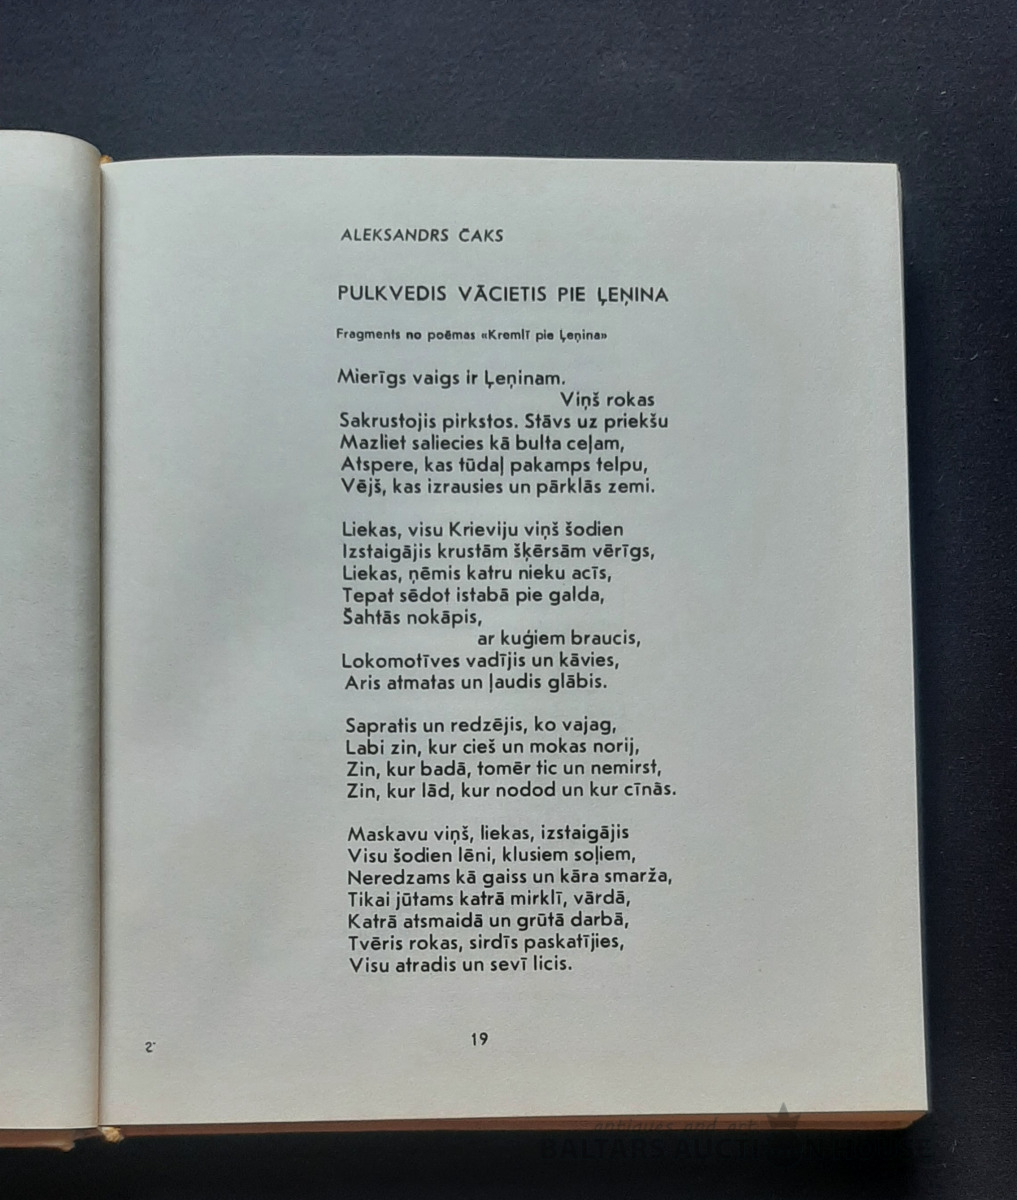 ALEKSANDRS ČAKS
PULKVEDIS VĀCIETIS PIE ĻEŅINA
Fragments no poēmas «Kremlī pie Ļeņina»
Mierīgs vaigs ir Ļeņinam.
Viņš rokas
Sakrustojis pirkstos. Stāvs uz priekšu
Mazliet saliecies kā bulta ceļam,
Atspere, kas tūdaļ pakamps telpu,
Vējš, kas izrausies un pārklās zemi.
Liekas, visu Krieviju viņš šodien
Izstaigājis krustām šķērsām vērīgs,
Liekas, ņēmis katru nieku acīs,
Tepat sēdot istabā pie galda,
Šahtās nokāpis,
ar kuģiem braucis,
Lokomotīves vadījis un kāvies,
Aris atmatas un ļaudis glābis.
Sapratis un redzējis, ko vajag,
Labi zin, kur cieš un mokas norij,
Zin, kur badā, tomēr tic un nemirst,
Zin, kur lād, kur nodod un kur cīnās.
Maskavu viņš, liekas, izstaigājis
Visu šodien lēni, klusiem soļiem,
Neredzams kā gaiss un kāra smarža,
Tikai jūtams katrā mirklī, vārdā,
Katrā atsmaidā un grūtā darbā,
Tvēris rokas, sirdīs paskatījies,
Visu atradis un sevī licis.
19
antiques and art
BALTARS AUCTION HOUSE